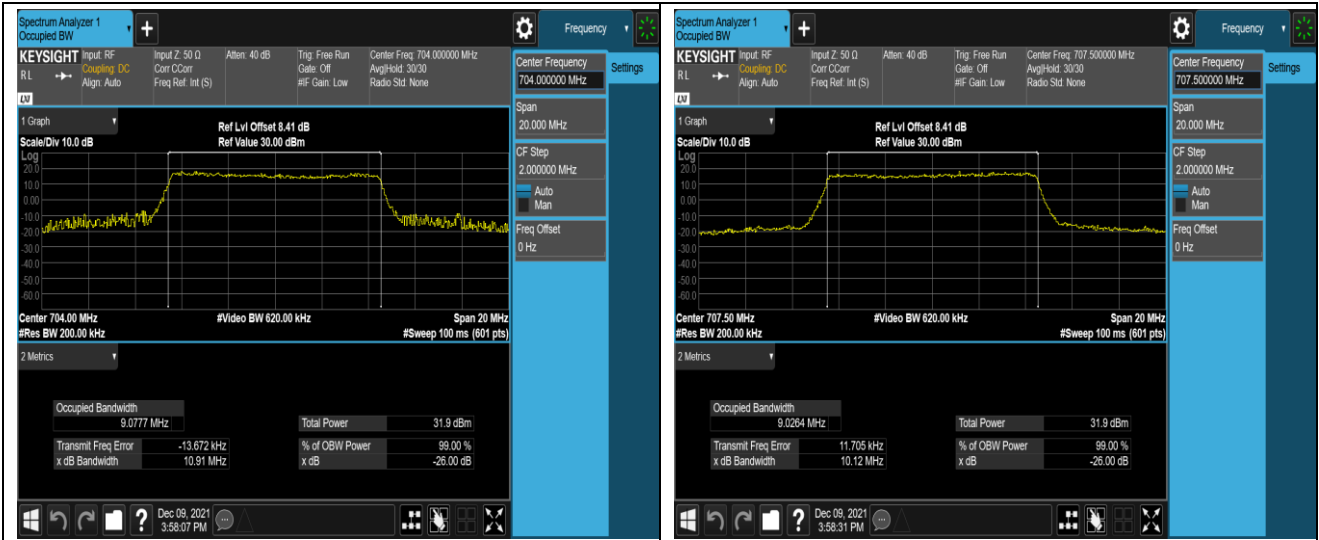 Spectrum Analyzer 1
Occupied BW
+
Frequency
KEYSIGHT Input: RF Input Z: 50 Ω Atten: 40 dB Trig: Free Run Center Freq: 704.000000 MHz
RL Coupling: DC Corr CCorr Gate: Off Avg|Hold: 30/30
Align: Auto Freq Ref: Int (S) #IF Gain: Low Radio Std: None
LXI
Center Frequency
704.000000 MHz
Settings
Span
20.000 MHz
CF Step
2.000000 MHz
Auto
Man
Freq Offset
0 Hz
1 Graph
Ref Lvl Offset 8.41 dB
Scale/Div 10.0 dB Ref Value 30.00 dBm
Log
20.0
10.0
0.00
-10.0
-20.0
-30.0
-40.0
-50.0
-60.0
Center 704.00 MHz #Video BW 620.00 kHz Span 20 MHz
#Res BW 200.00 kHz #Sweep 100 ms (601 pts)
2 Metrics
Occupied Bandwidth
9.0777 MHz Total Power 31.9 dBm
Transmit Freq Error -13.672 kHz % of OBW Power 99.00 %
x dB Bandwidth 10.91 MHz x dB -26.00 dB
? Dec 09, 2021
3:58:07 PM
Spectrum Analyzer 1
Occupied BW
+
Frequency
KEYSIGHT Input: RF Input Z: 50 Ω Atten: 40 dB Trig: Free Run Center Freq: 707.500000 MHz
RL Coupling: DC Corr CCorr Gate: Off Avg|Hold: 30/30
Align: Auto Freq Ref: Int (S) #IF Gain: Low Radio Std: None
LXI
Center Frequency
707.500000 MHz
Settings
Span
20.000 MHz
CF Step
2.000000 MHz
Auto
Man
Freq Offset
0 Hz
1 Graph
Ref Lvl Offset 8.41 dB
Scale/Div 10.0 dB Ref Value 30.00 dBm
Log
20.0
10.0
0.00
-10.0
-20.0
-30.0
-40.0
-50.0
-60.0
Center 707.50 MHz #Video BW 620.00 kHz Span 20 MHz
#Res BW 200.00 kHz #Sweep 100 ms (601 pts)
2 Metrics
Occupied Bandwidth
9.0264 MHz Total Power 31.9 dBm
Transmit Freq Error 11.705 kHz % of OBW Power 99.00 %
x dB Bandwidth 10.12 MHz x dB -26.00 dB
? Dec 09, 2021
3:58:31 PM